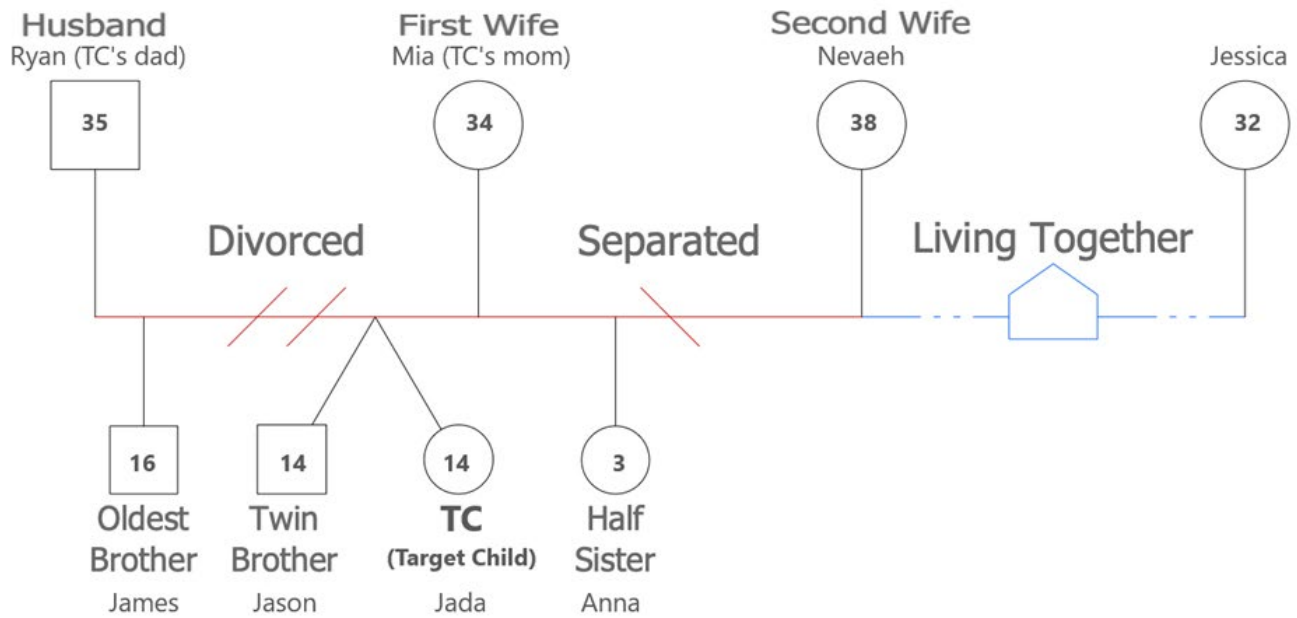 Husband
Ryan (TC's dad)
First Wife
Mia (TC's mom)
Second Wife
Nevaeh
Jessica
35
34
38
32
Divorced
Separated
Living Together
16
14
14
3
Oldest
Brother
James
Twin
Brother
Jason
TC
(Target Child)
Jada
Half
Sister
Anna